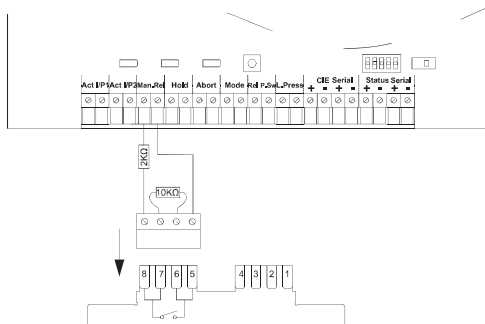 CIE Serial Status Serial
Act I/P1 Act I/P2 Man.Rel Hold Abort Mode Rel P.Sw L.Press + - + - + - + -
2KΩ
10KΩ
8 7 6 5 4 3 2 1